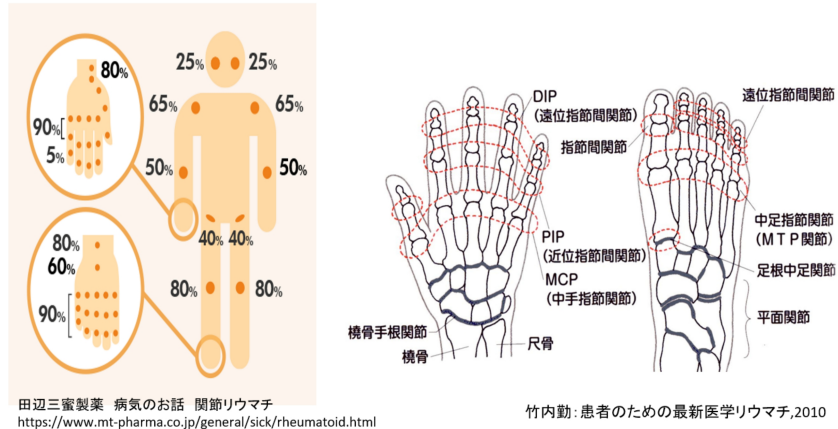 80%
90%
5%
80%
60%
90%
25%
25%
65%
65%
50%
50%
40%
40%
80%
80%
田辺三蜜製薬 病気のお話 関節リウマチ
https://www.mt-pharma.co.jp/general/sick/rheumatoid.html
DIP
(遠位指節間関節)
指節間関節
PIP
(近位指節間関節)
MCP
(中手指節関節)
橈骨手根関節
橈骨
尺骨
遠位指節間関節
中足指節関節
(MTP関節)
足根中足関節
平面関節
竹内勤:患者のための最新医学リウマチ,2010